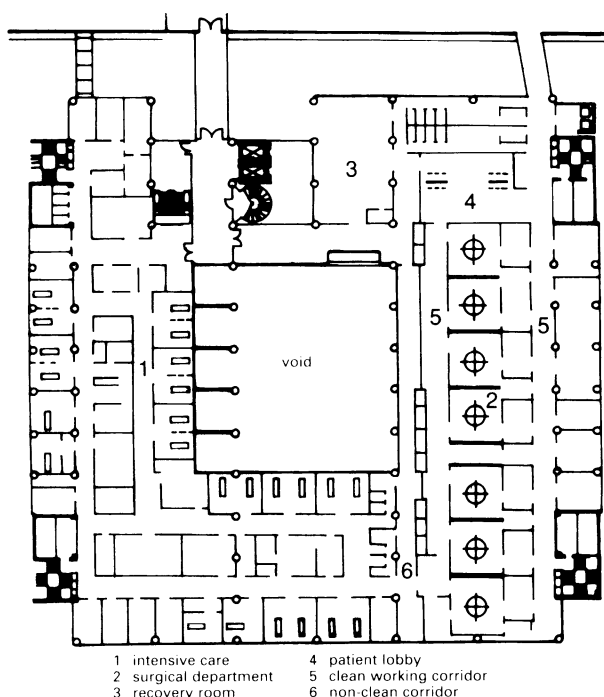 3
4
5
5
1
void
2
6
1 intensive care
2 surgical department
3 recovery room
4 patient lobby
5 clean working corridor
6 non-clean corridor